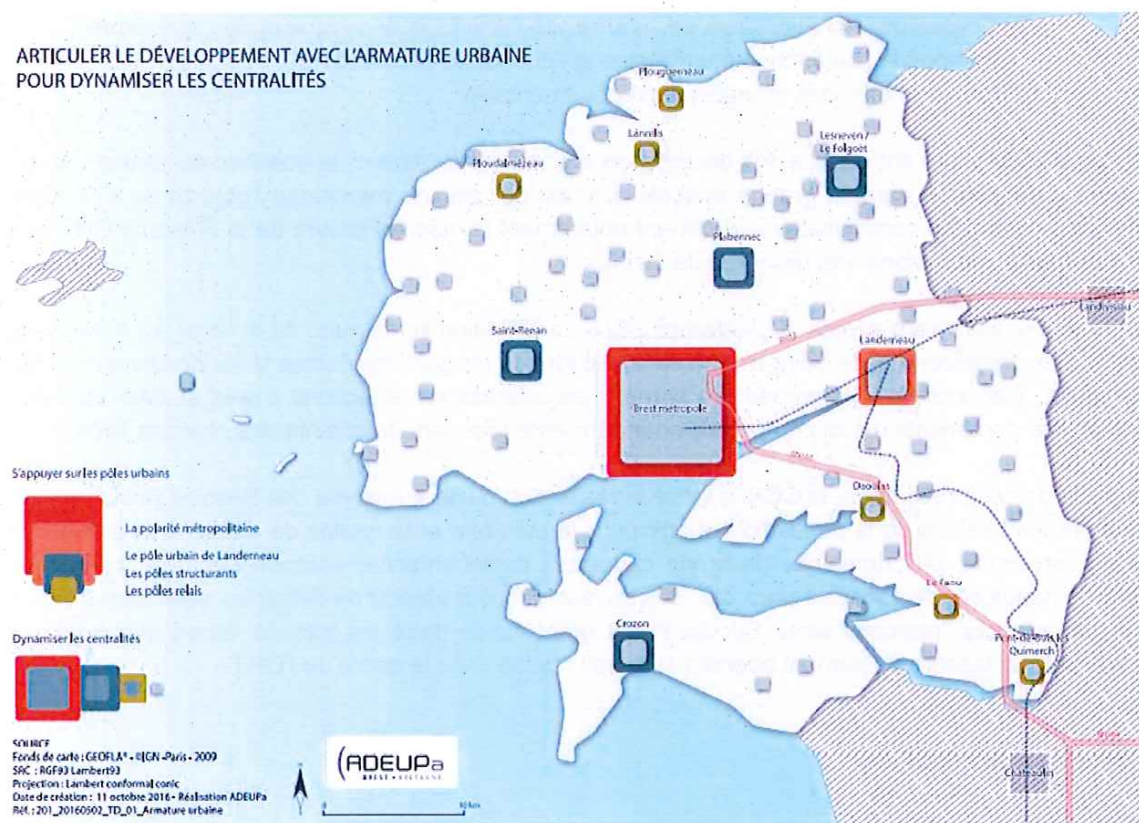 ARTICULER LE DÉVELOPPEMENT AVEC L'ARMATURE URBAINE
POUR DYNAMISER LES CENTRALITÉS
Plouguerneau
Lannilis
Ploudalmézeau
Lesneven /
Le Folgoët
Plabennec
Saint-Renan
Landivisiau
Landerneau
Brest métropole
Daoulas
Le Faou
Pont-de-Buis lès
Quimerch
Crozon
Châteaulin
S'appuyer sur les pôles urbains
La polarité métropolitaine
Le pôle urbain de Landerneau
Les pôles structurants
Les pôles relais
Dynamiser les centralités
SOURCE
Fonds de carte : GEOFLA® - ©IGN - Paris - 2009
SRC : RGF93 Lambert93
Projection : Lambert conformal conic
Date de création : 11 octobre 2016 - Réalisation ADEUPa
Réf. : 201_20160502_TD_01_Armature urbaine
ADEUPa
BREST • BRETAGNE
N
0
10 km